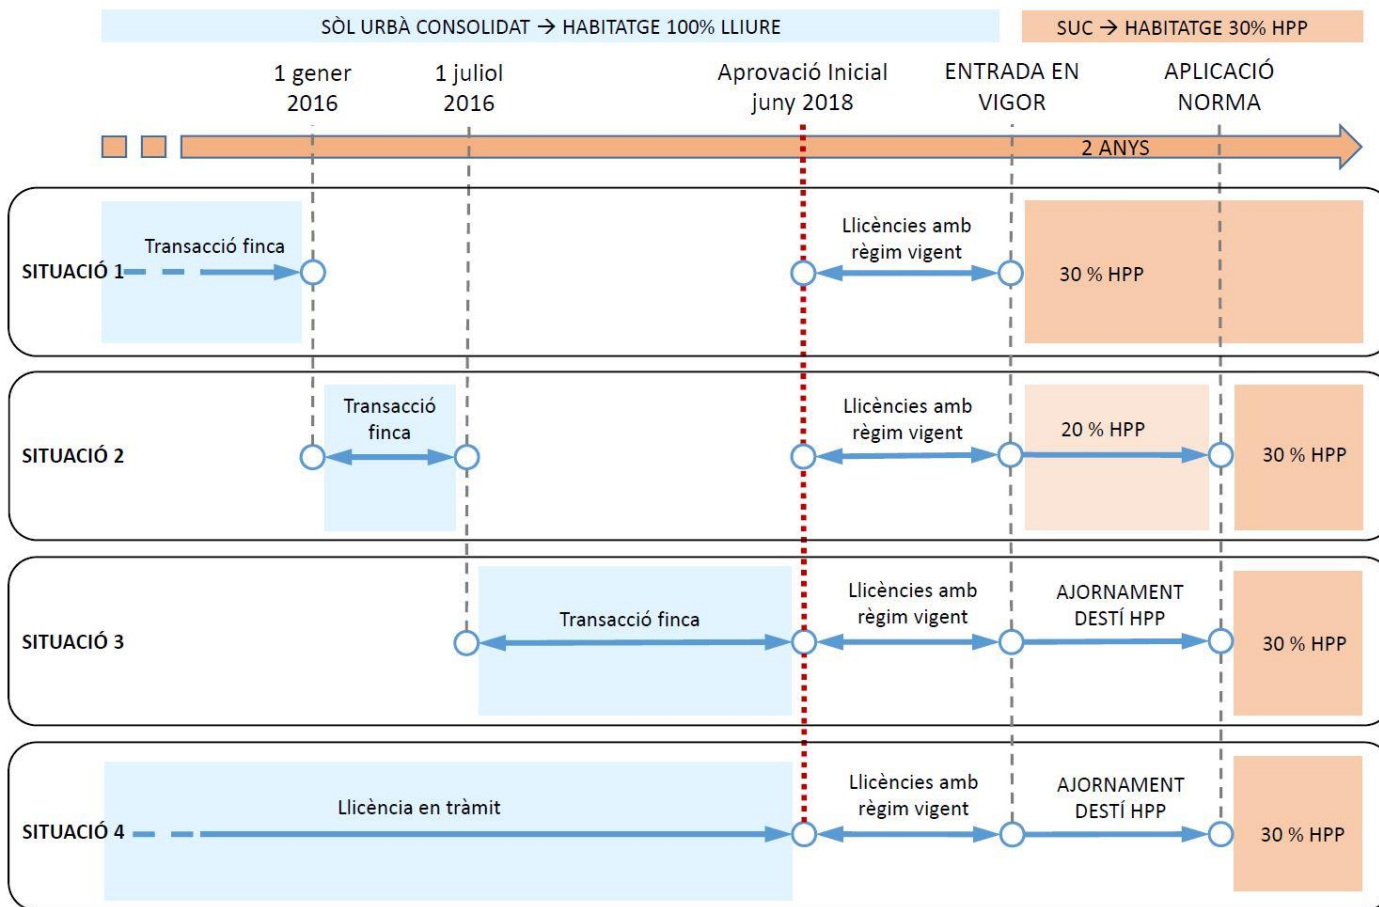 SÒL URBÀ CONSOLIDAT → HABITATGE 100% LLIURE
SUC → HABITATGE 30% HPP
1 gener
2016
1 juliol
2016
Aprovació Inicial
juny 2018
ENTRADA EN
VIGOR
APLICACIÓ
NORMA
2 ANYS
SITUACIÓ 1
Transacció finca
Llicències amb
règim vigent
30 % HPP
SITUACIÓ 2
Transacció
finca
Llicències amb
règim vigent
20 % HPP
30 % HPP
SITUACIÓ 3
Transacció finca
Llicències amb
règim vigent
AJORNAMENT
DESTÍ HPP
30 % HPP
SITUACIÓ 4
Llicència en tràmit
Llicències amb
règim vigent
AJORNAMENT
DESTÍ HPP
30 % HPP